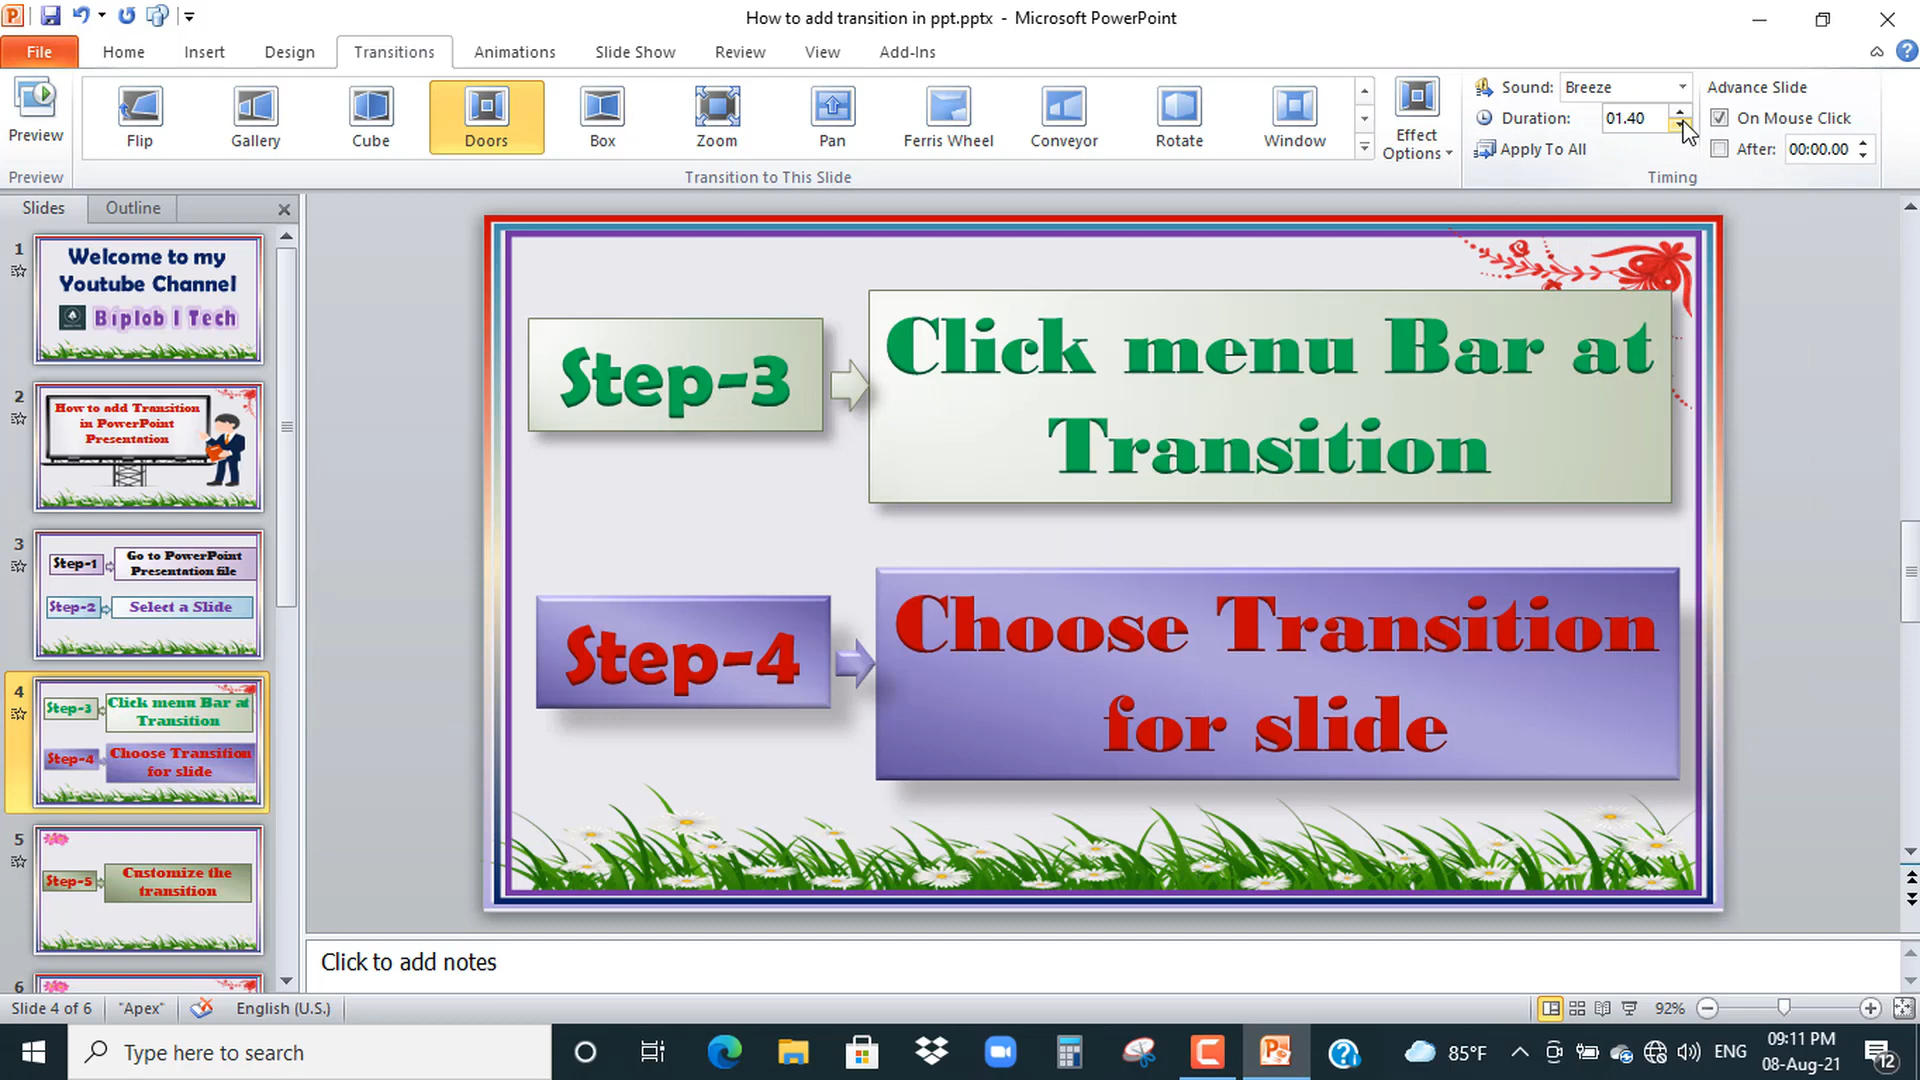 How to add transition in ppt.pptx - Microsoft PowerPoint
File Home Insert Design Transitions Animations Slide Show Review View Add-Ins
Preview
Flip Gallery Cube Doors Box Zoom Pan Ferris Wheel Conveyor Rotate Window
Effect
Options
Sound: Breeze
Duration: 01.40
Apply To All
Advance Slide
On Mouse Click
After: 00:00.00
Preview
Transition to This Slide
Timing
Slides Outline
1
Welcome to my
Youtube Channel
Biplob I Tech
2
How to add Transition
in PowerPoint
Presentation
3
Step-1
Go to PowerPoint
Presentation file
Step-2
Select a Slide
4
Step-3
Click menu Bar at
Transition
Step-4
Choose Transition
for slide
5
Step-5
Customize the
transition
6
Step-3
Click menu Bar at
Transition
Step-4
Choose Transition
for slide
Click to add notes
Slide 4 of 6 "Apex" English (U.S.) 92%
Type here to search
85°F ENG
09:11 PM
08-Aug-21
12